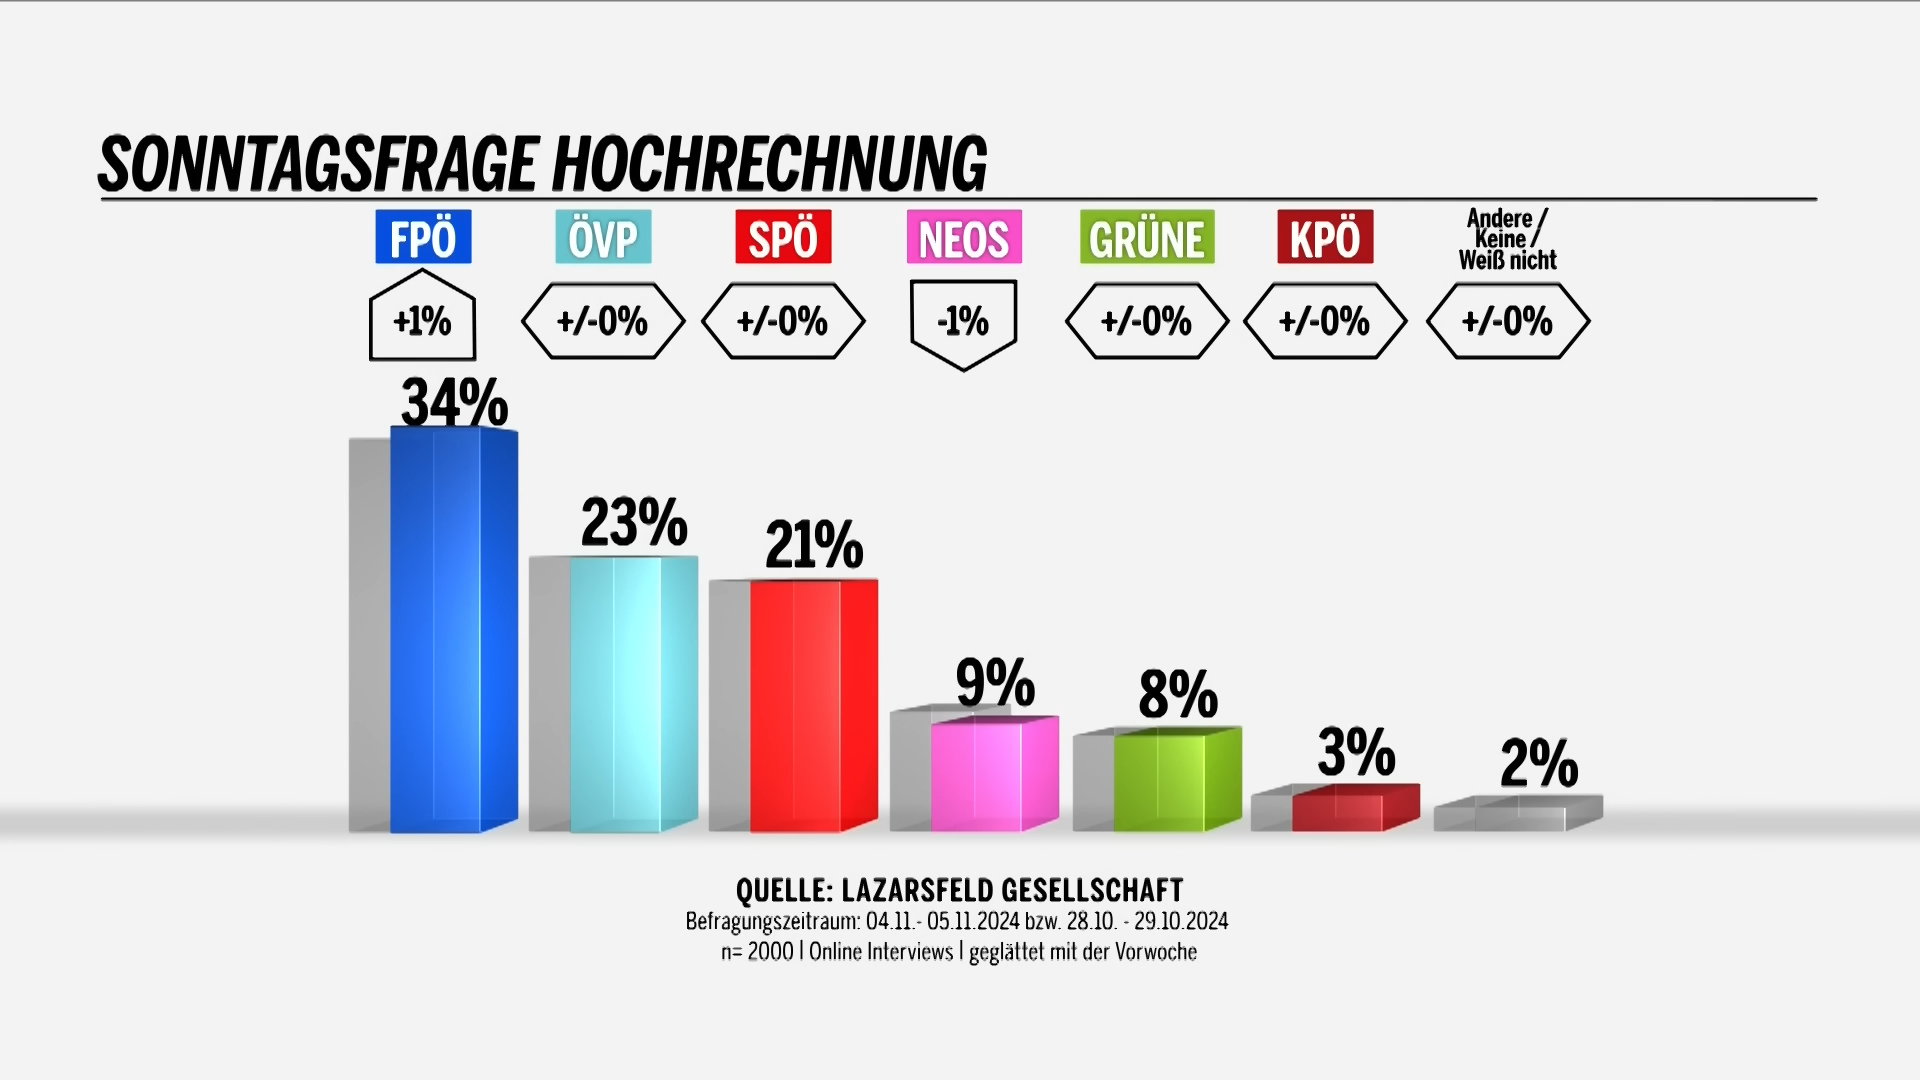 SONNTAGSFRAGE HOCHRECHNUNG
FPÖ ÖVP SPÖ NEOS GRÜNE KPÖ Andere /
Keine /
Weiß nicht
+1% +/-0% +/-0% -1% +/-0% +/-0% +/-0%
34%
23%
21%
9%
8%
3%
2%
QUELLE: LAZARSFELD GESELLSCHAFT
Befragungszeitraum: 04.11.- 05.11.2024 bzw. 28.10. - 29.10.2024
n= 2000 | Online Interviews | geglättet mit der Vorwoche